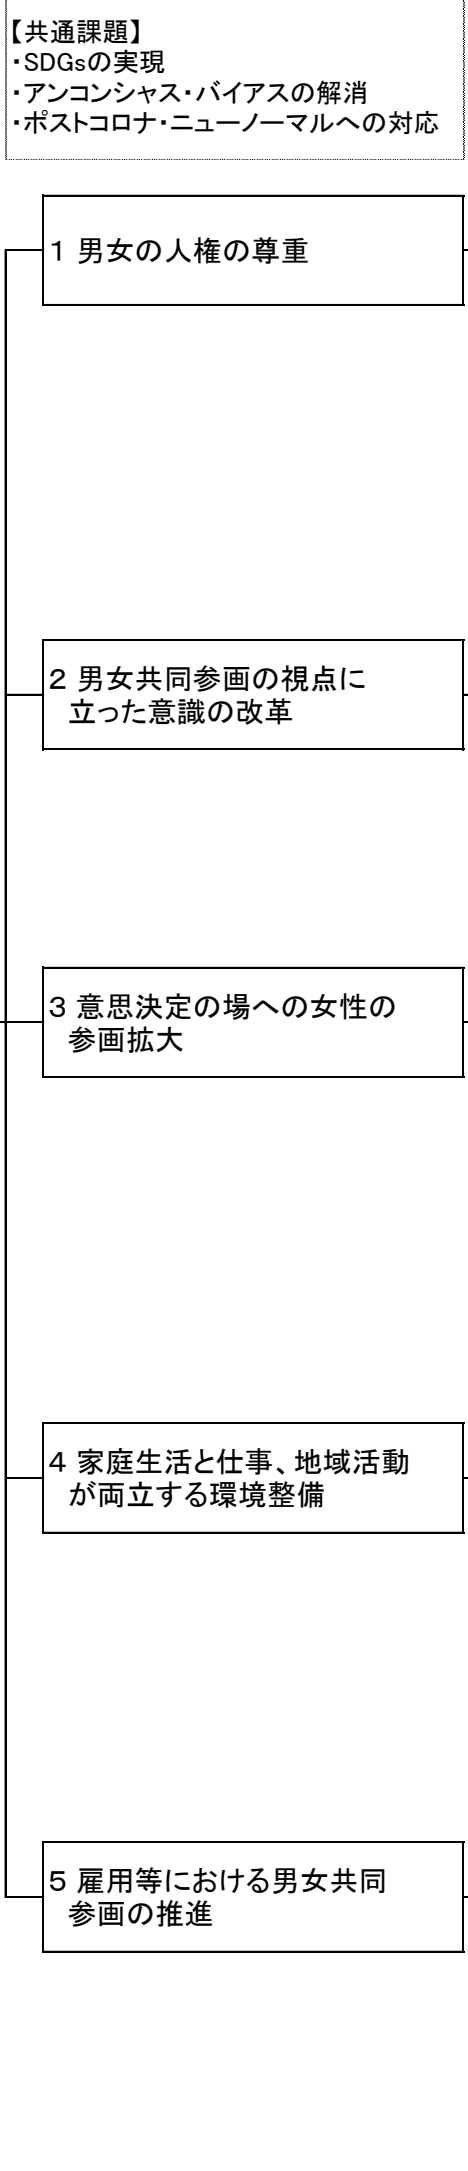 【共通課題】
・SDGsの実現
・アンコンシャス・バイアスの解消
・ポストコロナ・ニューノーマルへの対応
1 男女の人権の尊重
2 男女共同参画の視点に
立った意識の改革
3 意思決定の場への女性の
参画拡大
4 家庭生活と仕事、地域活動
が両立する環境整備
5 雇用等における男女共同
参画の推進